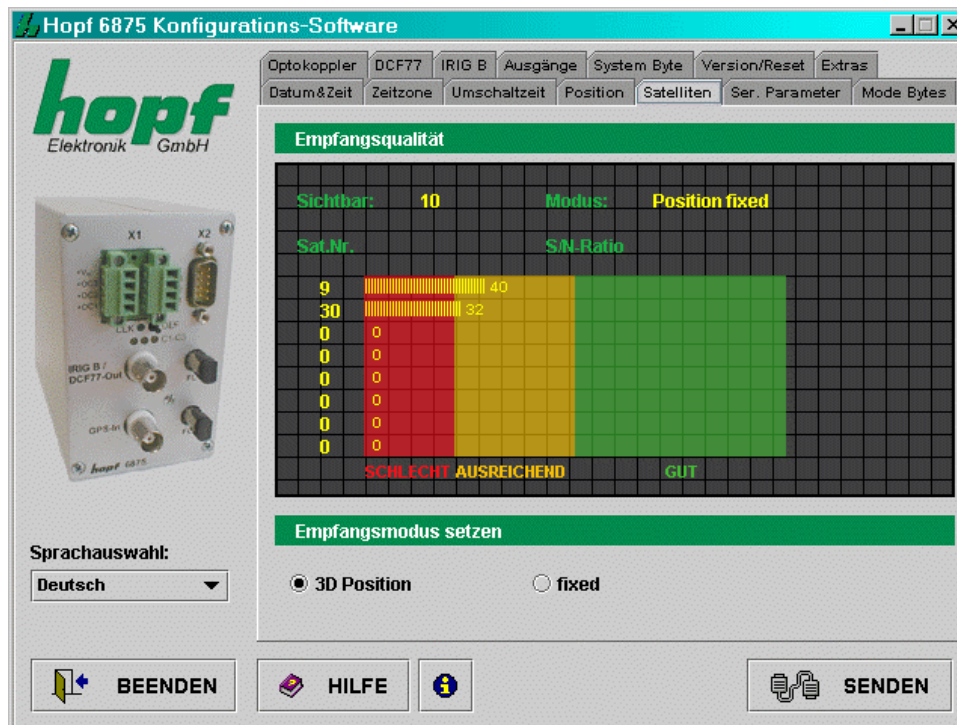 Hopf 6875 Konfigurations-Software
hopf
Elektronik GmbH
Optokoppler DCF77 IRIG B Ausgänge System Byte Version/Reset Extras
Datum&Zeit Zeitzone Umschaltzeit Position Satelliten Ser. Parameter Mode Bytes
Empfangsqualität
Sichtbar: 10 Modus: Position fixed
Sat.Nr. S/N-Ratio
9 40
30 32
0 0
0 0
0 0
0 0
0 0
0 0
SCHLECHT AUSREICHEND GUT
X1 X2
CLK
C1-C3
IRIG B /
DCF77-Out
GPS-In
hopf 6875
Empfangsmodus setzen
3D Position fixed
Sprachauswahl:
Deutsch
BEENDEN HILFE SENDEN